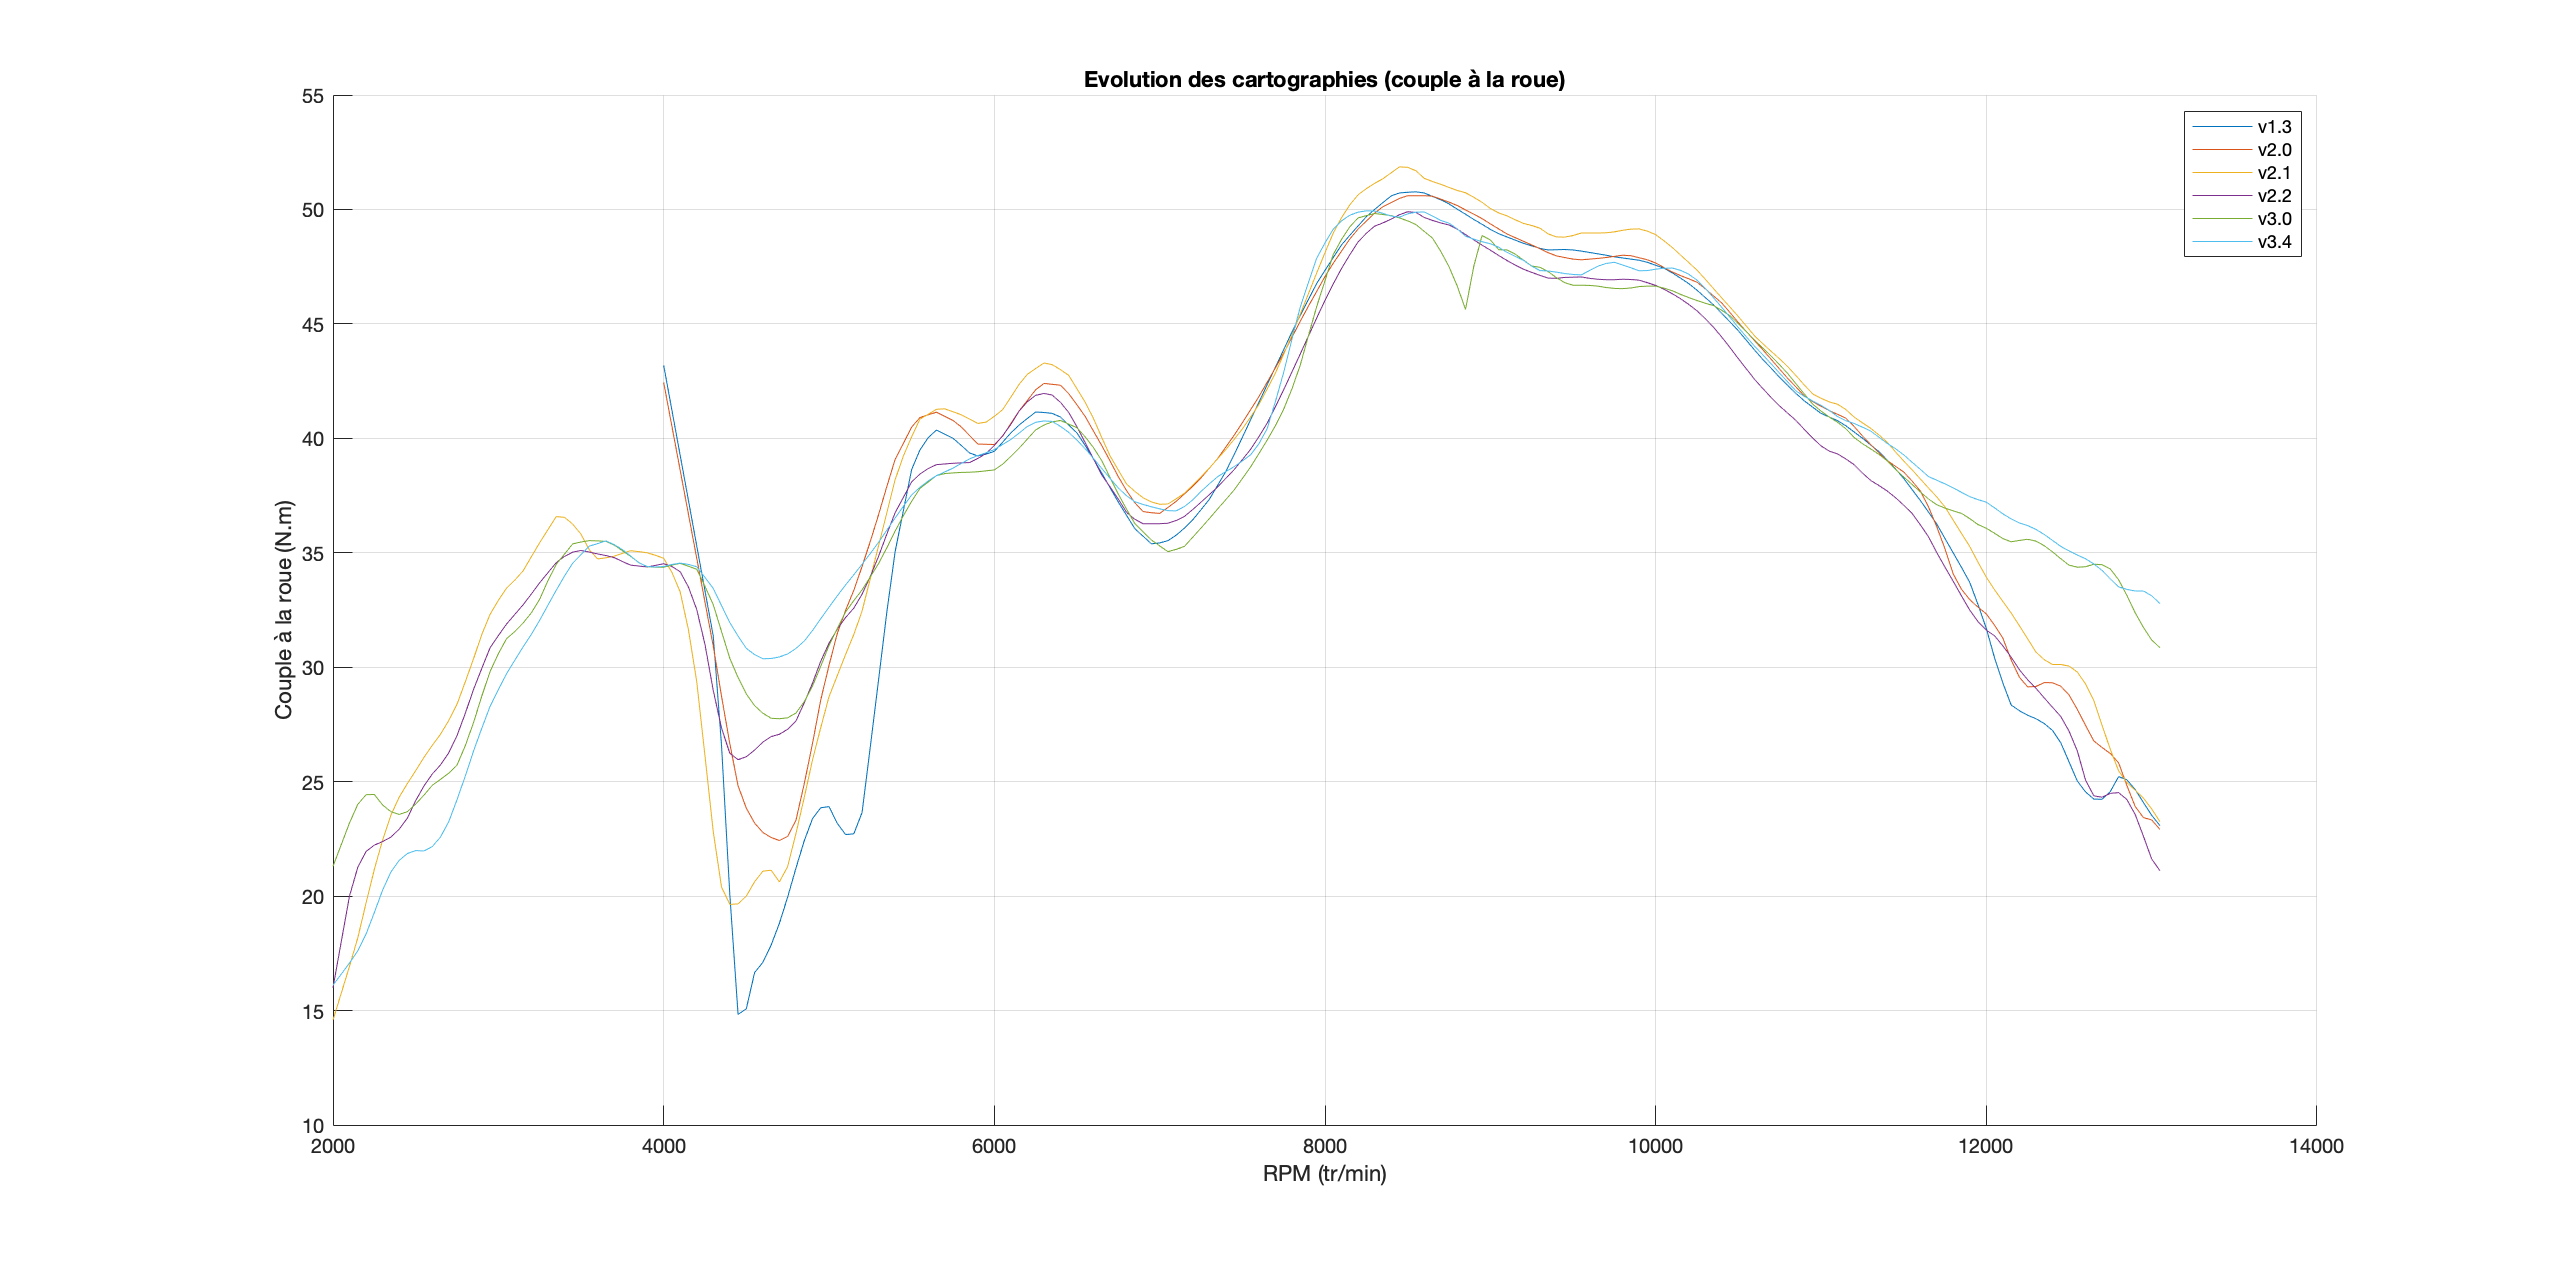 Evolution des cartographies (couple à la roue)
55
50
45
40
35
30
25
20
15
10
Couple à la roue (N.m)
v1.3
v2.0
v2.1
v2.2
v3.0
v3.4
2000 4000 6000 8000 10000 12000 14000
RPM (tr/min)